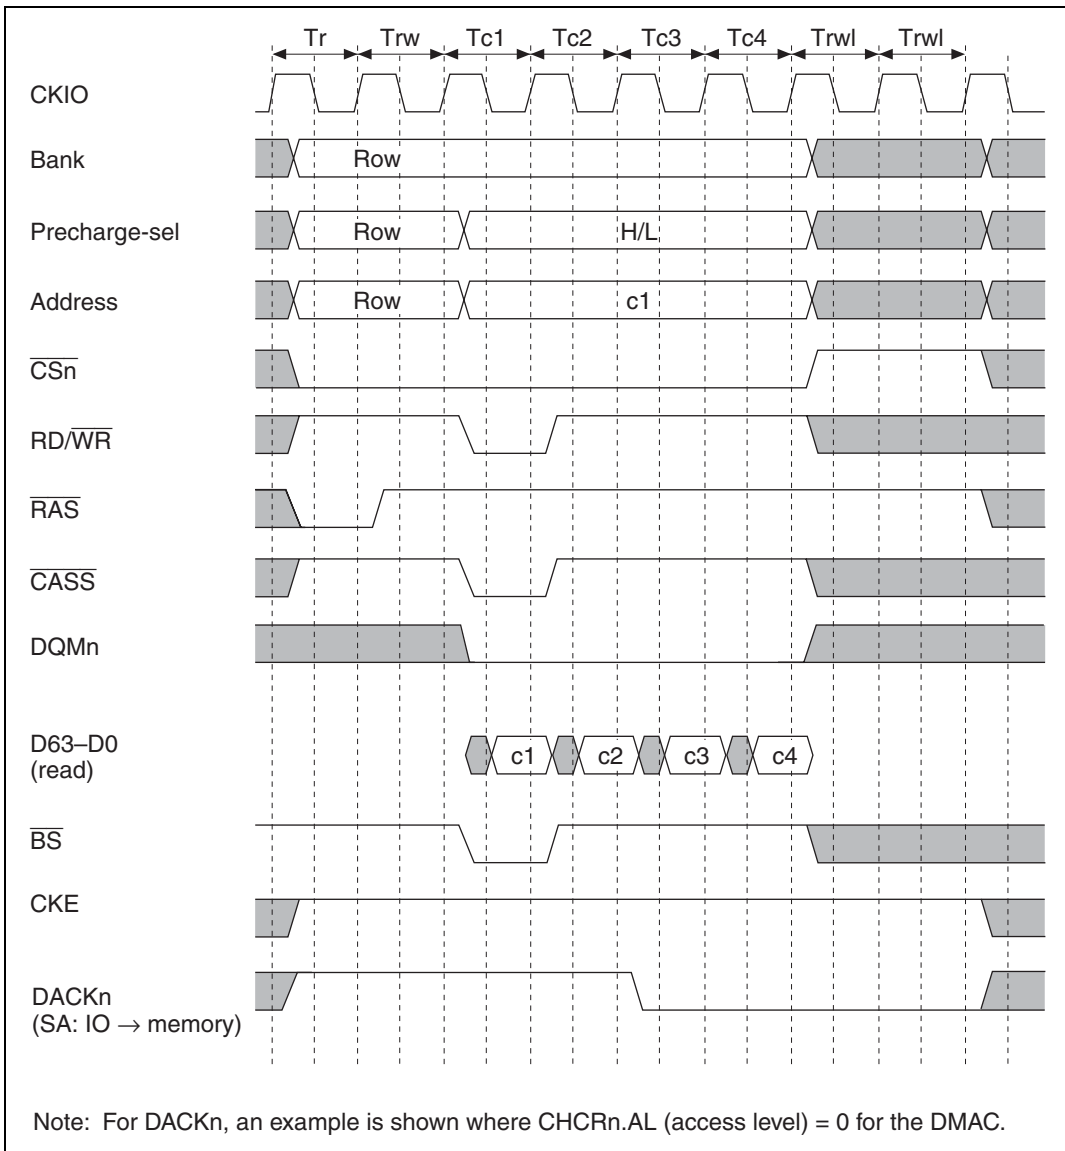 Tr Trw Tc1 Tc2 Tc3 Tc4 Trwl Trwl
CKIO
Bank Row
Precharge-sel Row H/L
Address Row c1
CSn
RD/WR
RAS
CASS
DQMn
D63–D0
(read)
c1 c2 c3 c4
BS
CKE
DACKn
(SA: IO → memory)
Note: For DACKn, an example is shown where CHCRn.AL (access level) = 0 for the DMAC.